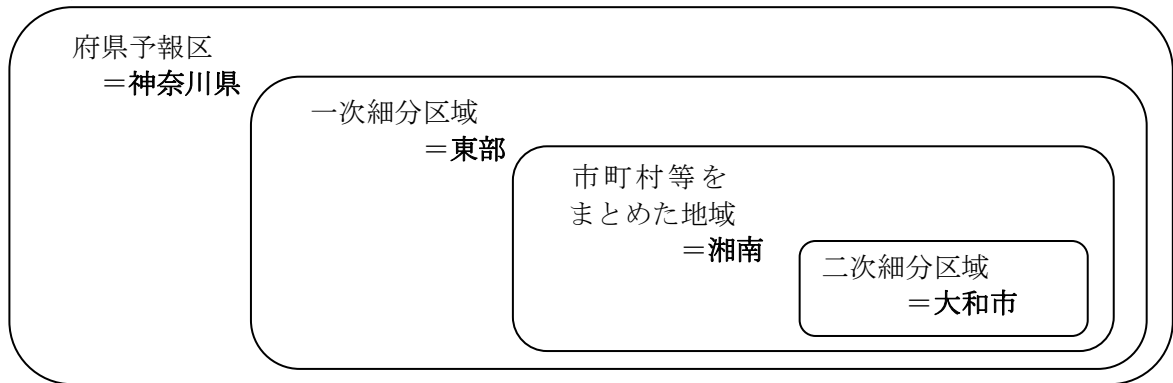 府県予報区
＝神奈川県
一次細分区域
＝東部
市町村等を
まとめた地域
＝湘南
二次細分区域
＝大和市